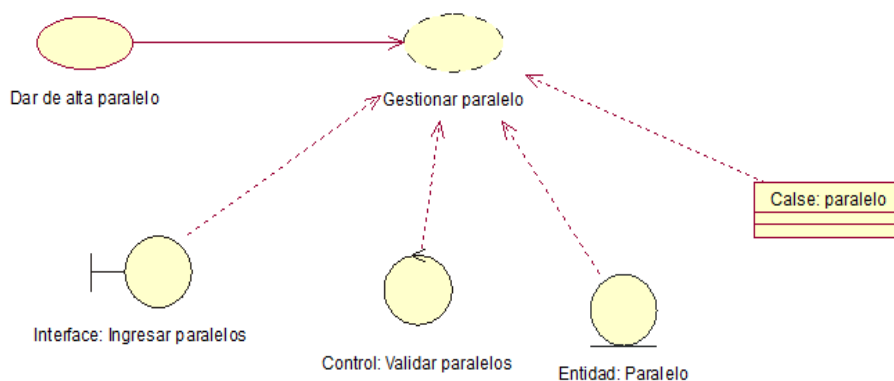 Dar de alta paralelo
Gestionar paralelo
Calse: paralelo
Interface: Ingresar paralelos
Control: Validar paralelos
Entidad: Paralelo